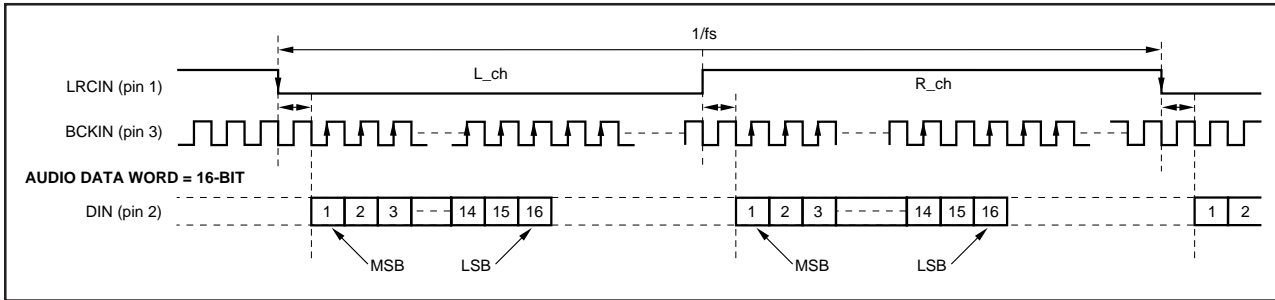 1/fs
LRCIN (pin 1)
L_ch
R_ch
BCKIN (pin 3)
AUDIO DATA WORD = 16-BIT
DIN (pin 2)
1 2 3 14 15 16
1 2 3 14 15 16
1 2
MSB
LSB
MSB
LSB